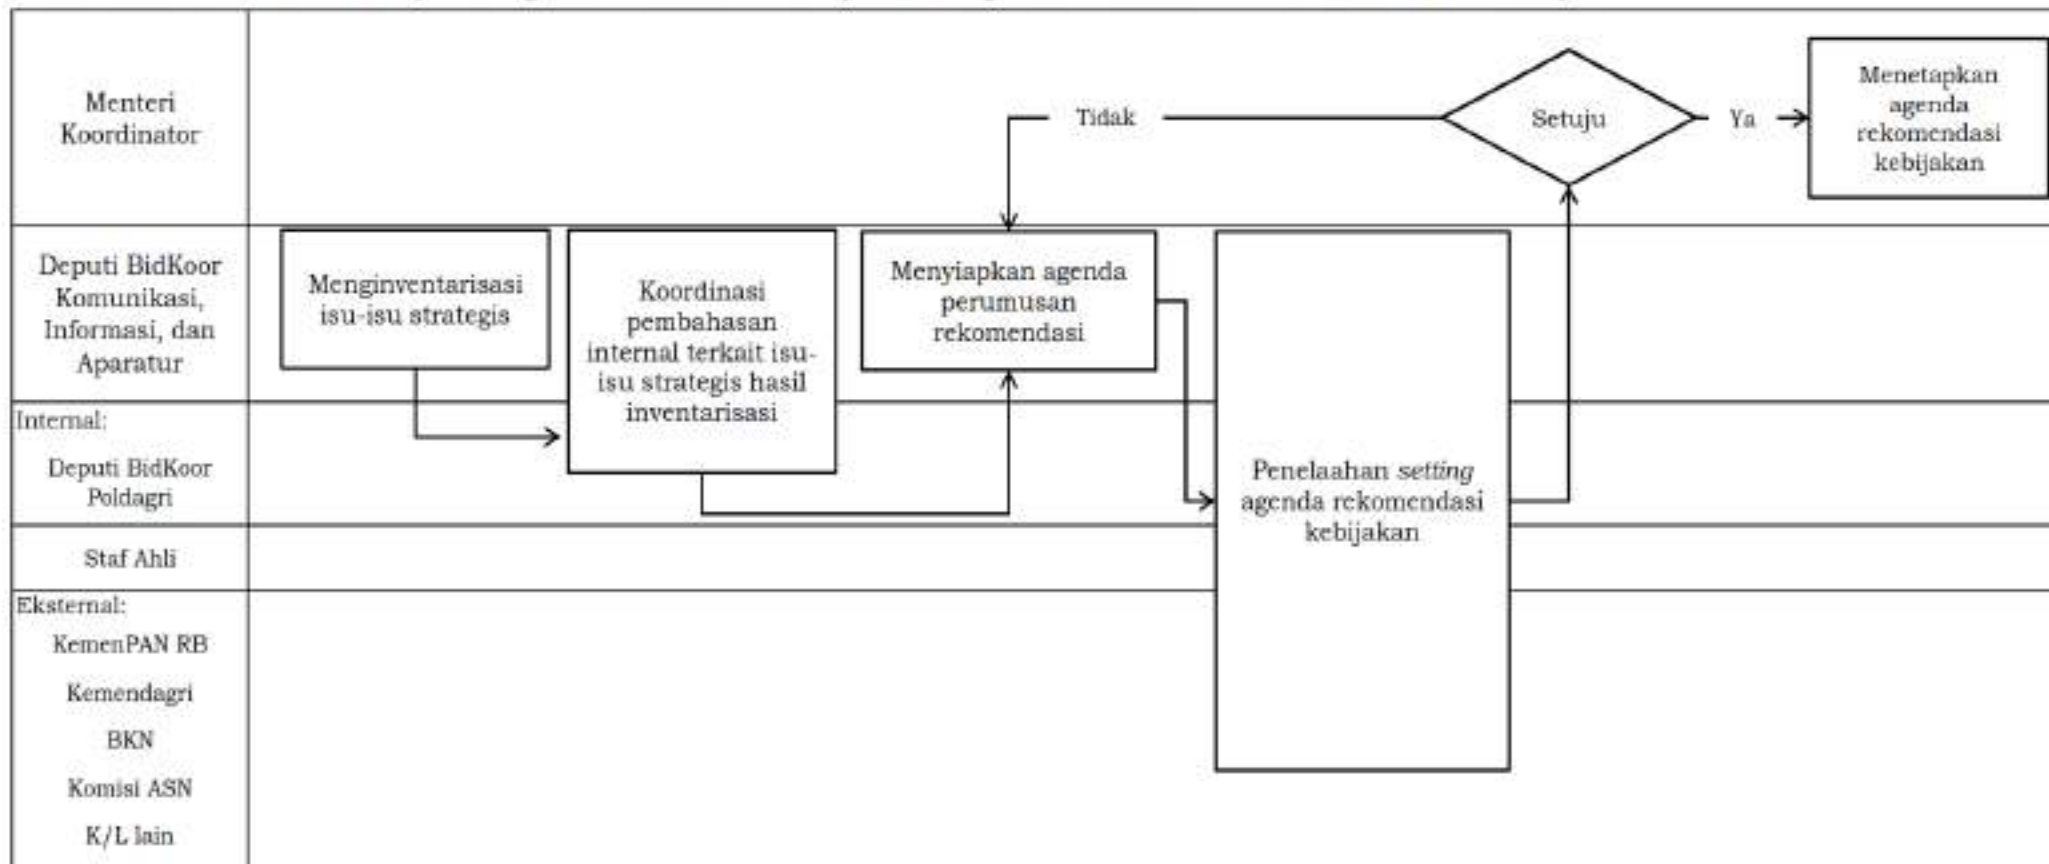 Menteri
Koordinator
Tidak
Setuju
Ya
Menetapkan
agenda
rekomendasi
kebijakan
Deputi BidKoor
Komunikasi,
Informasi, dan
Aparatur
Menginventarisasi
isu-isu strategis
Koordinasi
pembahasan
internal terkait isu-
isu strategis hasil
inventarisasi
Menyiapkan agenda
perumusan
rekomendasi
Internal:
Deputi BidKoor
Poldagri
Penelaahan setting
agenda rekomendasi
kebijakan
Staf Ahli
Eksternal:
KemenPAN RB
Kemendagri
BKN
Komisi ASN
K/L lain